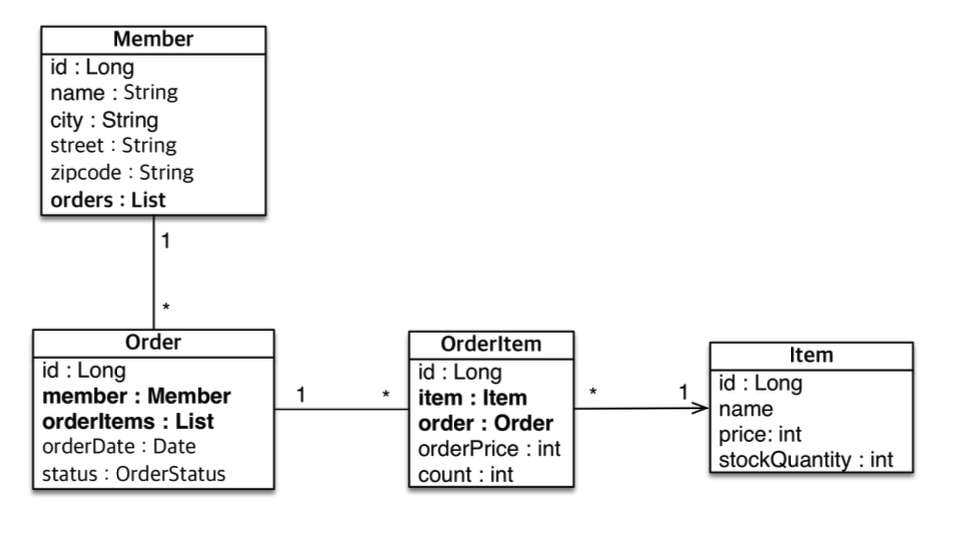 Member
id : Long
name : String
city : String
street : String
zipcode : String
orders : List
1
*
Order
id : Long
member : Member
orderItems : List
orderDate : Date
status : OrderStatus
1
*
OrderItem
id : Long
item : Item
order : Order
orderPrice : int
count : int
*
1
Item
id : Long
name
price: int
stockQuantity : int